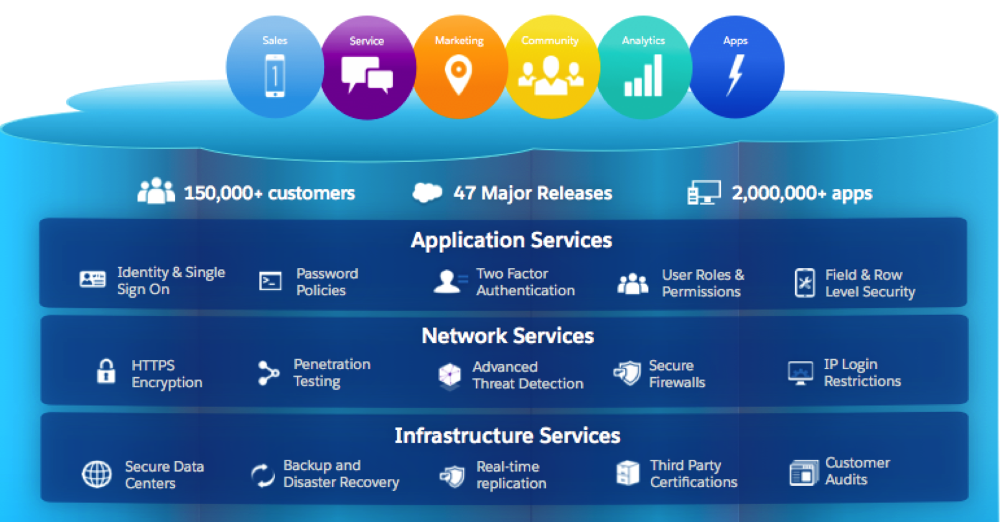 Sales
Service
Marketing
Community
Analytics
Apps
1
150,000+ customers
47 Major Releases
2,000,000+ apps
Application Services
Identity & Single
Sign On
Password
Policies
Two Factor
Authentication
User Roles &
Permissions
Field & Row
Level Security
Network Services
HTTPS
Encryption
Penetration
Testing
Advanced
Threat Detection
Secure
Firewalls
IP Login
Restrictions
Infrastructure Services
Secure Data
Centers
Backup and
Disaster Recovery
Real-time
replication
Third Party
Certifications
Customer
Audits